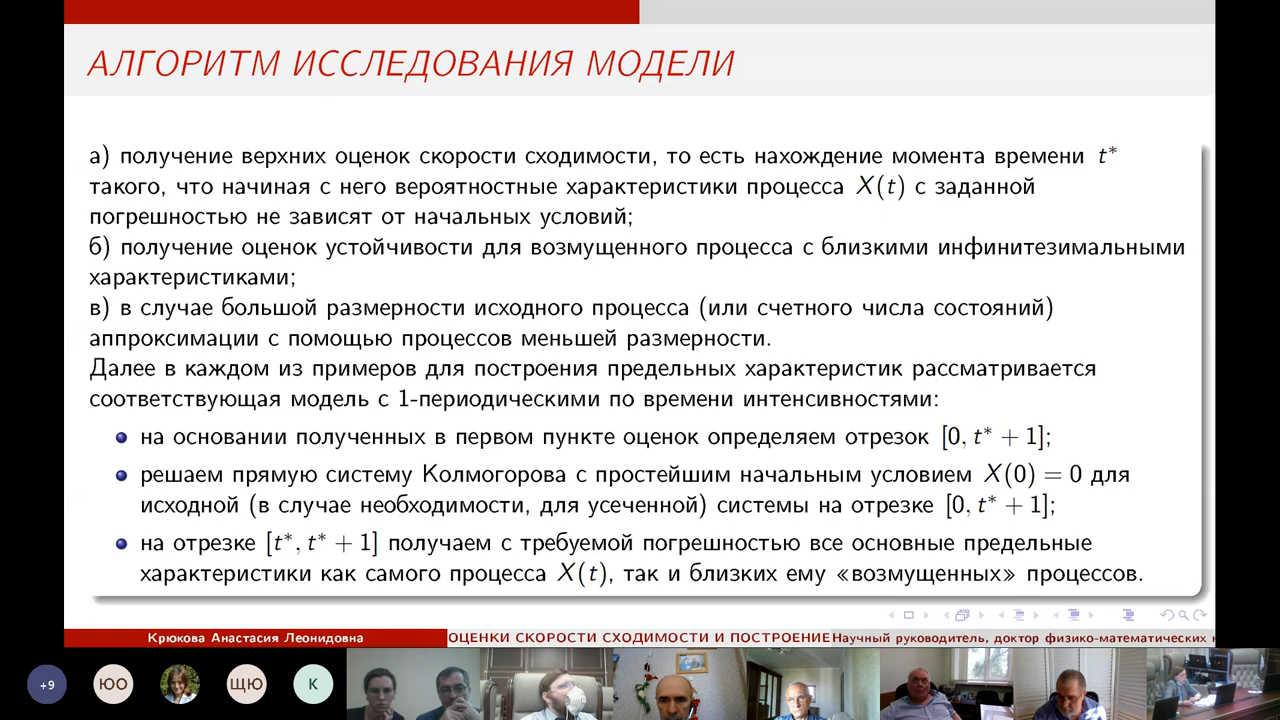 АЛГОРИТМ ИССЛЕДОВАНИЯ МОДЕЛИ
а) получение верхних оценок скорости сходимости, то есть нахождение момента времени t*
такого, что начиная с него вероятностные характеристики процесса X(t) с заданной
погрешностью не зависят от начальных условий;
б) получение оценок устойчивости для возмущенного процесса с близкими инфинитезимальными
характеристиками;
в) в случае большой размерности исходного процесса (или счетного числа состояний)
аппроксимации с помощью процессов меньшей размерности.
Далее в каждом из примеров для построения предельных характеристик рассматривается
соответствующая модель с 1-периодическими по времени интенсивностями:
на основании полученных в первом пункте оценок определяем отрезок [0, t* + 1];
решаем прямую систему Колмогорова с простейшим начальным условием X(0) = 0 для
исходной (в случае необходимости, для усеченной) системы на отрезке [0, t* + 1];
на отрезке [t*, t* + 1] получаем с требуемой погрешностью все основные предельные
характеристики как самого процесса X(t), так и близких ему «возмущенных» процессов.
Крюкова Анастасия Леонидовна ОЦЕНКИ СКОРОСТИ СХОДИМОСТИ И ПОСТРОЕНИЕ Научный руководитель, доктор физико-математических
+9 ЮО ЩЮ К